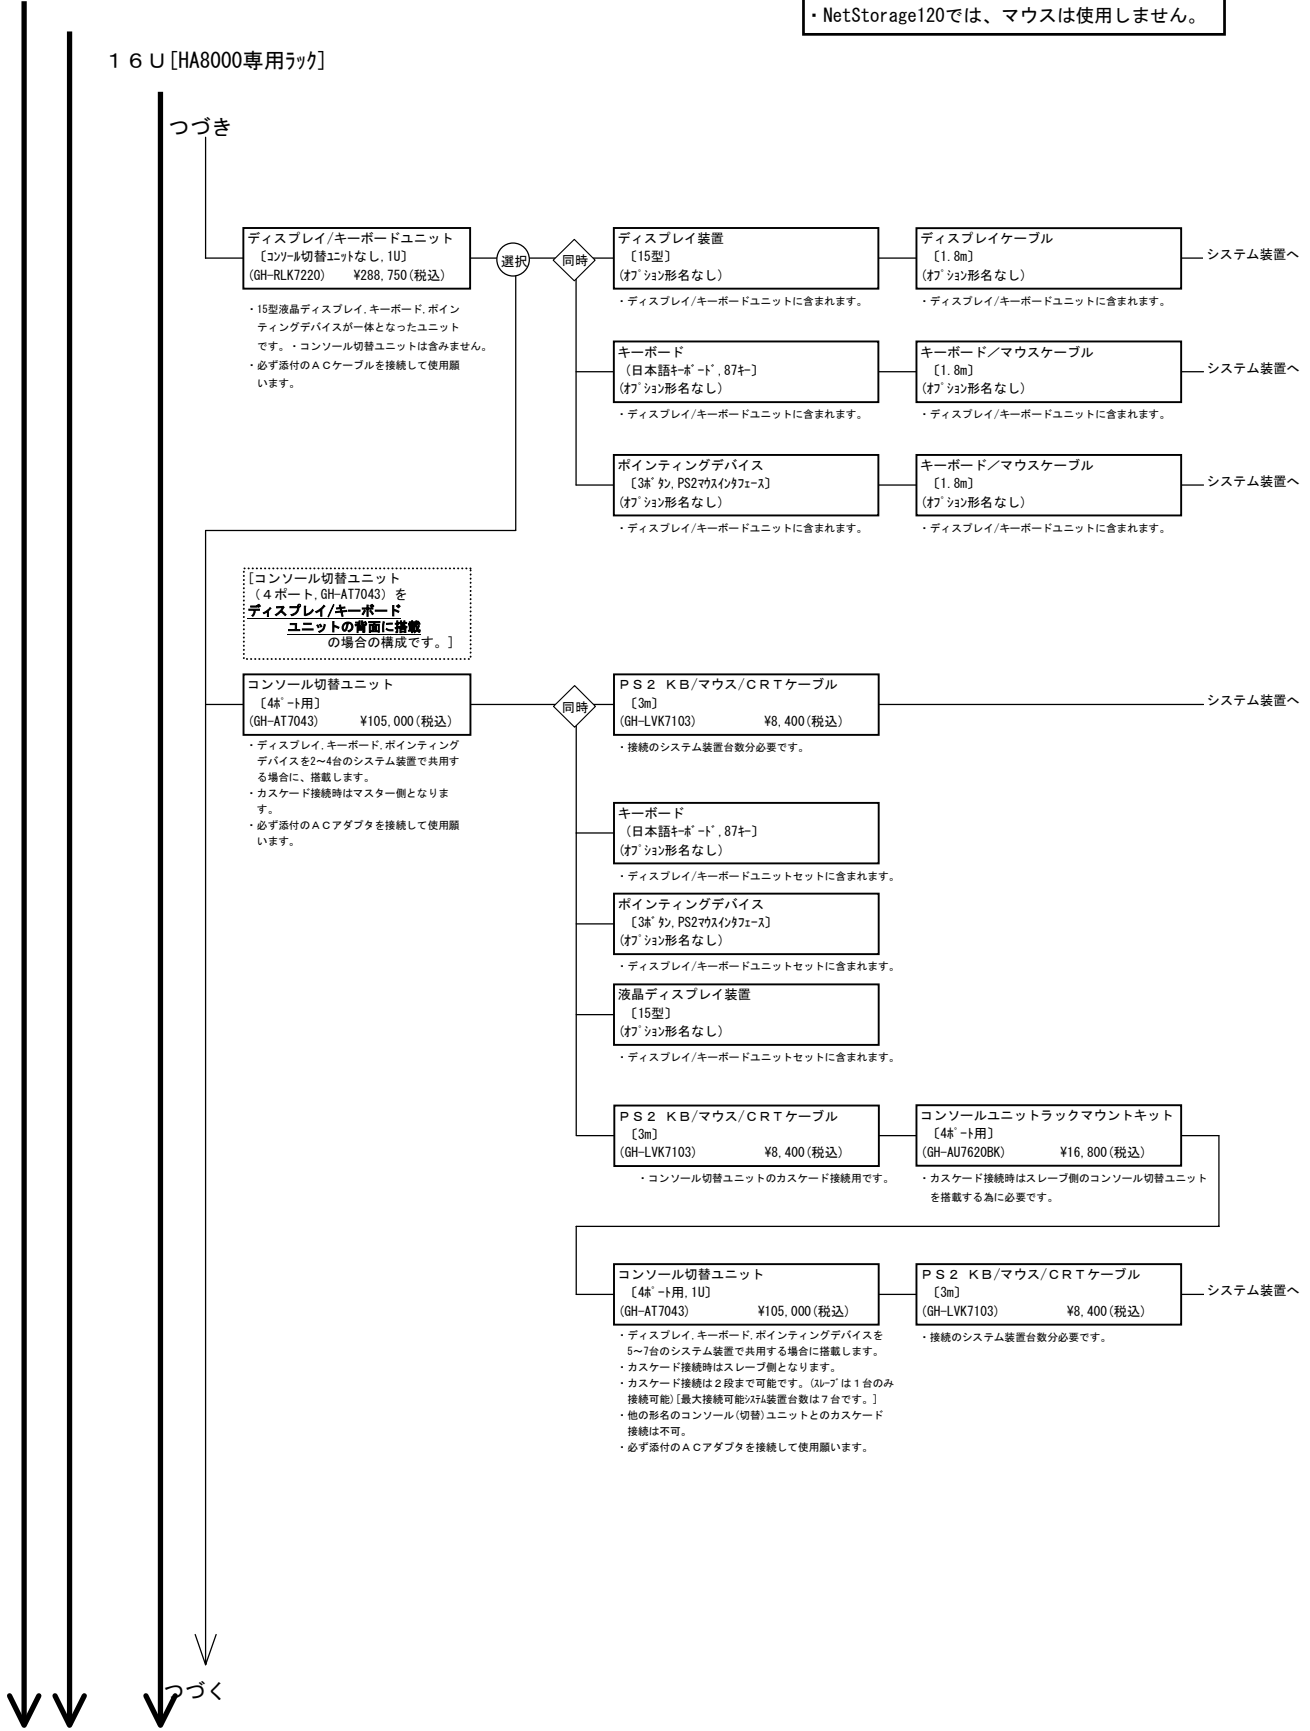 ・NetStorage120では、マウスは使用しません。
１６Ｕ[HA8000専用ﾗｯｸ]
つづき
ディスプレイ/キーボードユニット
〔ｺﾝｿｰﾙ切替ﾕﾆｯﾄなし,1U〕
(GH-RLK7220) ¥288,750(税込)
・15型液晶ディスプレイ,キーボード,ポイン
ティングデバイスが一体となったユニット
です。・コンソール切替ユニットは含みません。
・必ず添付のＡＣケーブルを接続して使用願
います。
選択
同時
ディスプレイ装置
〔15型〕
(ｵﾌﾟｼｮﾝ形名なし)
・ディスプレイ/キーボードユニットに含まれます。
ディスプレイケーブル
〔1.8m〕
(ｵﾌﾟｼｮﾝ形名なし)
・ディスプレイ/キーボードユニットに含まれます。
システム装置へ
キーボード
（日本語ｷｰﾎﾞｰﾄﾞ,87ｷｰ〕
(ｵﾌﾟｼｮﾝ形名なし)
・ディスプレイ/キーボードユニットに含まれます。
キーボード／マウスケーブル
〔1.8m〕
(ｵﾌﾟｼｮﾝ形名なし)
・ディスプレイ/キーボードユニットに含まれます。
システム装置へ
ポインティングデバイス
〔3ﾎﾞﾀﾝ,PS2ﾏｳｽｲﾝﾀﾌｪｰｽ〕
(ｵﾌﾟｼｮﾝ形名なし)
・ディスプレイ/キーボードユニットに含まれます。
キーボード／マウスケーブル
〔1.8m〕
(ｵﾌﾟｼｮﾝ形名なし)
・ディスプレイ/キーボードユニットに含まれます。
システム装置へ
[コンソール切替ユニット
（４ポート,GH-AT7043）を
ディスプレイ/キーボード
ユニットの背面に搭載
の場合の構成です。]
コンソール切替ユニット
〔4ﾎﾟｰﾄ用〕
(GH-AT7043) ¥105,000(税込)
・ディスプレイ,キーボード,ポインティング
デバイスを2～4台のシステム装置で共用す
る場合に、搭載します。
・カスケード接続時はマスター側となりま
す。
・必ず添付のＡＣアダプタを接続して使用願
います。
同時
ＰＳ２ ＫＢ/マウス/ＣＲＴケーブル
〔3m〕
(GH-LVK7103) ¥8,400(税込)
・接続のシステム装置台数分必要です。
システム装置へ
キーボード
（日本語ｷｰﾎﾞｰﾄﾞ,87ｷｰ〕
(ｵﾌﾟｼｮﾝ形名なし)
・ディスプレイ/キーボードユニットセットに含まれます。
ポインティングデバイス
〔3ﾎﾞﾀﾝ,PS2ﾏｳｽｲﾝﾀﾌｪｰｽ〕
(ｵﾌﾟｼｮﾝ形名なし)
・ディスプレイ/キーボードユニットセットに含まれます。
液晶ディスプレイ装置
〔15型〕
(ｵﾌﾟｼｮﾝ形名なし)
・ディスプレイ/キーボードユニットセットに含まれます。
ＰＳ２ ＫＢ/マウス/ＣＲＴケーブル
〔3m〕
(GH-LVK7103) ¥8,400(税込)
・コンソール切替ユニットのカスケード接続用です。
コンソールユニットラックマウントキット
〔4ﾎﾟｰﾄ用〕
(GH-AU7620BK) ¥16,800(税込)
・カスケード接続時はスレーブ側のコンソール切替ユニット
を搭載する為に必要です。
コンソール切替ユニット
〔4ﾎﾟｰﾄ用,1U〕
(GH-AT7043) ¥105,000(税込)
・ディスプレイ,キーボード,ポインティングデバイスを
5～7台のシステム装置で共用する場合に搭載します。
・カスケード接続時はスレーブ側となります。
・カスケード接続は２段まで可能です。(ｽﾚｰﾌﾞは１台のみ
接続可能)[最大接続可能ｼｽﾃﾑ装置台数は７台です。]
・他の形名のコンソール(切替)ユニットとのカスケード
接続は不可。
・必ず添付のＡＣアダプタを接続して使用願います。
ＰＳ２ ＫＢ/マウス/ＣＲＴケーブル
〔3m〕
(GH-LVK7103) ¥8,400(税込)
・接続のシステム装置台数分必要です。
システム装置へ
つづく